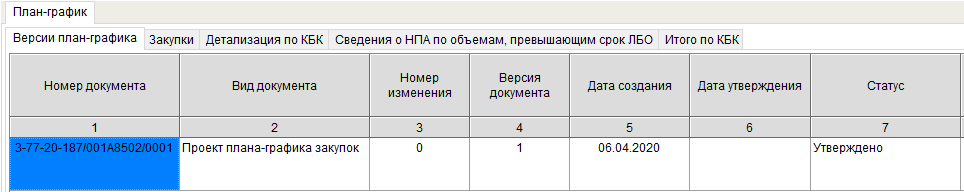 План-график
Версии план-графика Закупки Детализация по КБК Сведения о НПА по объемам, превышающим срок ЛБО Итого по КБК
Номер документа Вид документа Номер изменения Версия документа Дата создания Дата утверждения Статус
1 2 3 4 5 6 7
3-77-20-187/001А8502/0001 Проект плана-графика закупок 0 1 06.04.2020 Утверждено